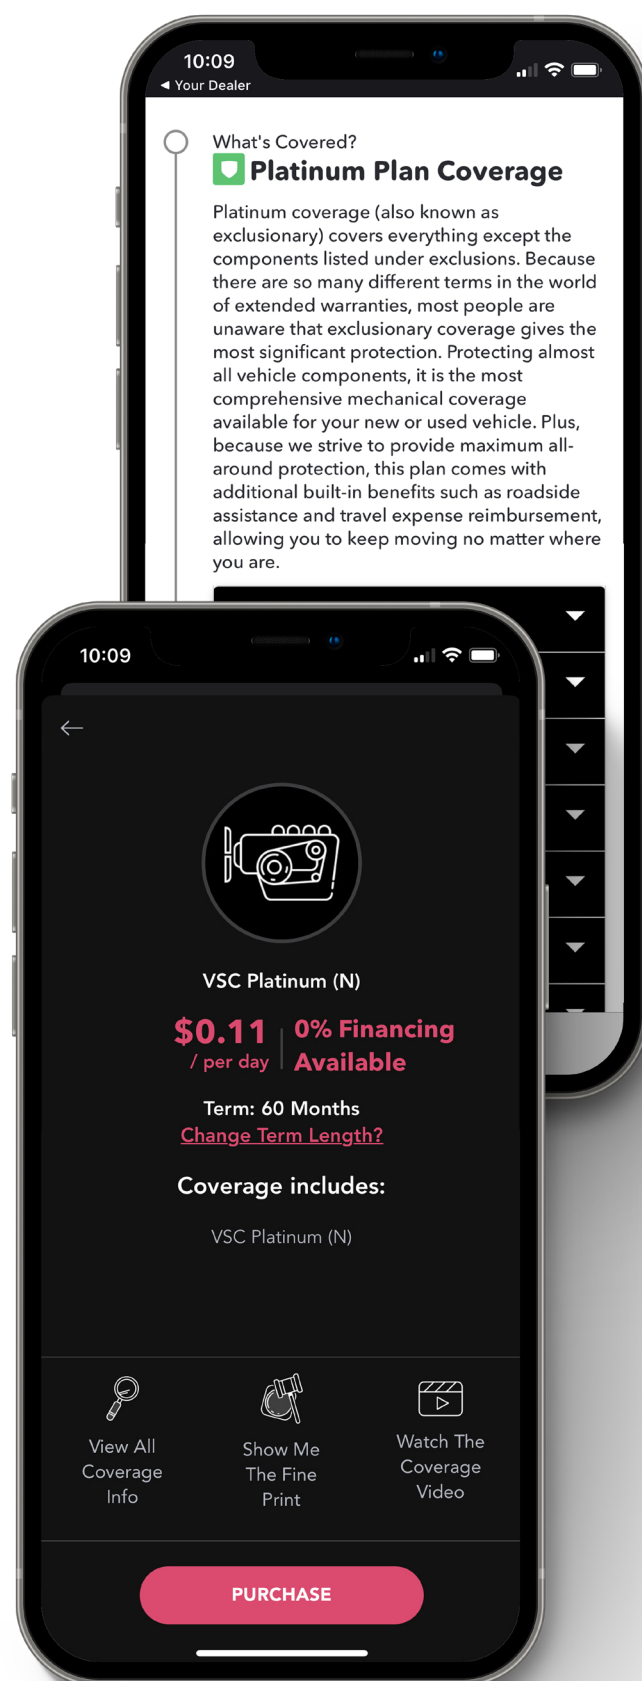 10:09
◀ Your Dealer
What's Covered?
Platinum Plan Coverage
Platinum coverage (also known as
exclusionary) covers everything except the
components listed under exclusions. Because
there are so many different terms in the world
of extended warranties, most people are
unaware that exclusionary coverage gives the
most significant protection. Protecting almost
all vehicle components, it is the most
comprehensive mechanical coverage
available for your new or used vehicle. Plus,
because we strive to provide maximum all-
around protection, this plan comes with
additional built-in benefits such as roadside
assistance and travel expense reimbursement,
allowing you to keep moving no matter where
you are.
10:09
VSC Platinum (N)
$0.11
/ per day
0% Financing
Available
Term: 60 Months
Change Term Length?
Coverage includes:
VSC Platinum (N)
View All
Coverage
Info
Show Me
The Fine
Print
Watch The
Coverage
Video
PURCHASE